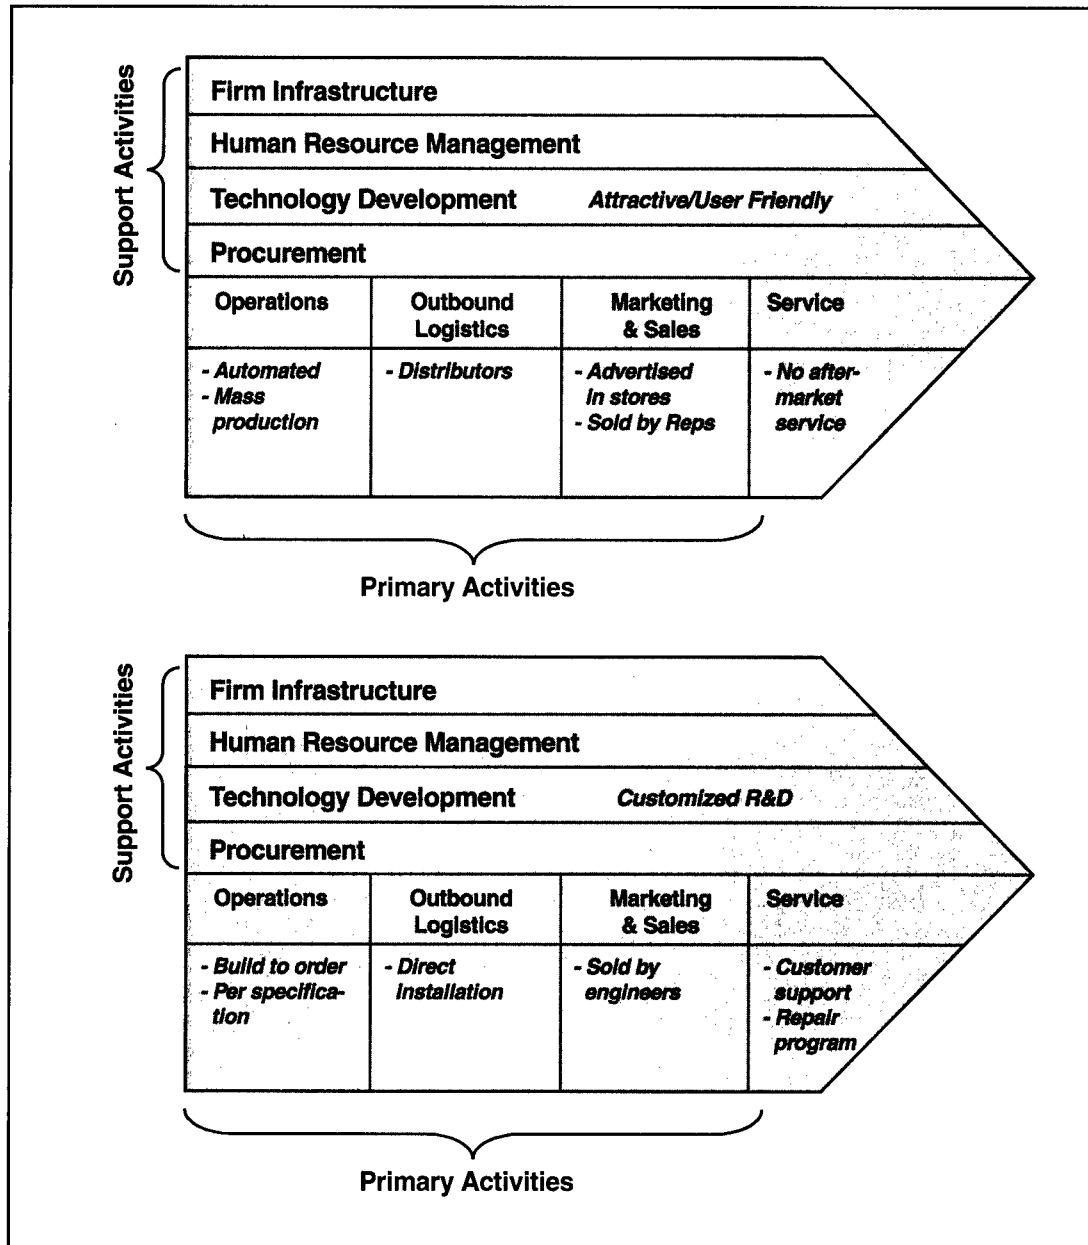 Support Activities
Firm Infrastructure
Human Resource Management
Technology Development Attractive/User Friendly
Procurement
Operations
Outbound
Logistics
Marketing
& Sales
Service
- Automated
- Mass
production
- Distributors
- Advertised
in stores
- Sold by Reps
- No after-
market
service
Primary Activities
Support Activities
Firm Infrastructure
Human Resource Management
Technology Development Customized R&D
Procurement
Operations
Outbound
Logistics
Marketing
& Sales
Service
- Build to order
- Per specifica-
tion
- Direct
installation
- Sold by
engineers
- Customer
support
- Repair
program
Primary Activities